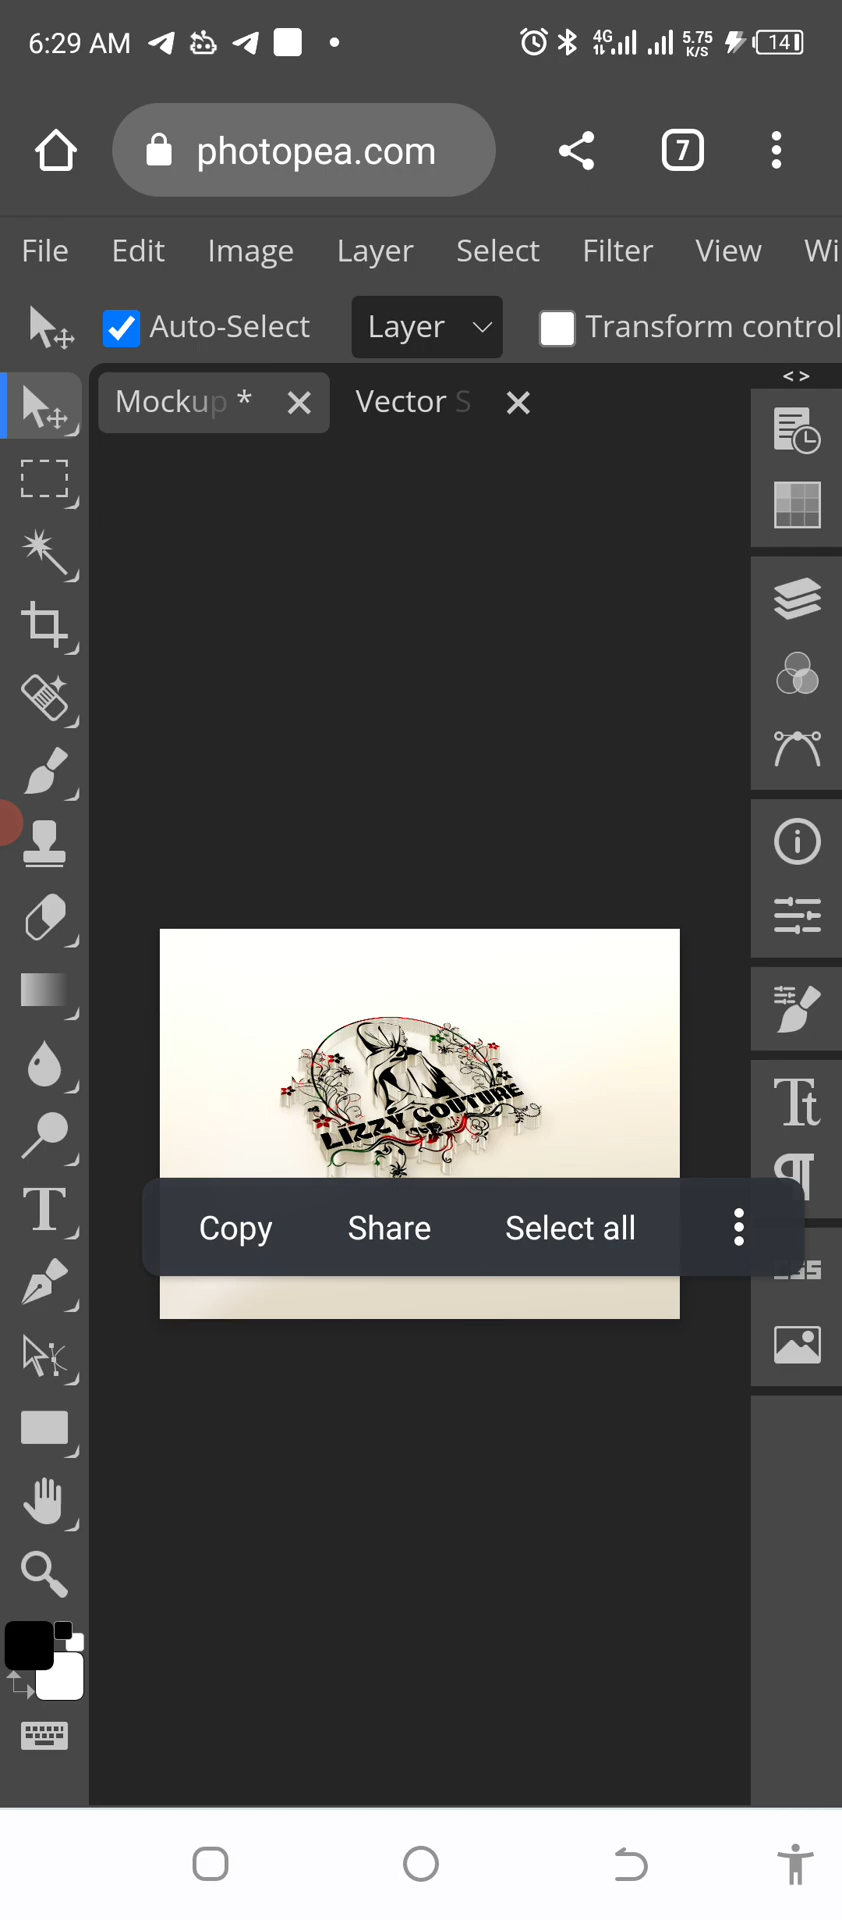 6:29 AM
4G
5.75
K/S
14
photopea.com
7
File Edit Image Layer Select Filter View Wi
Auto-Select Layer Transform control
Mockup * Vector S
< >
LIZZY COUTURE
Copy Share Select all